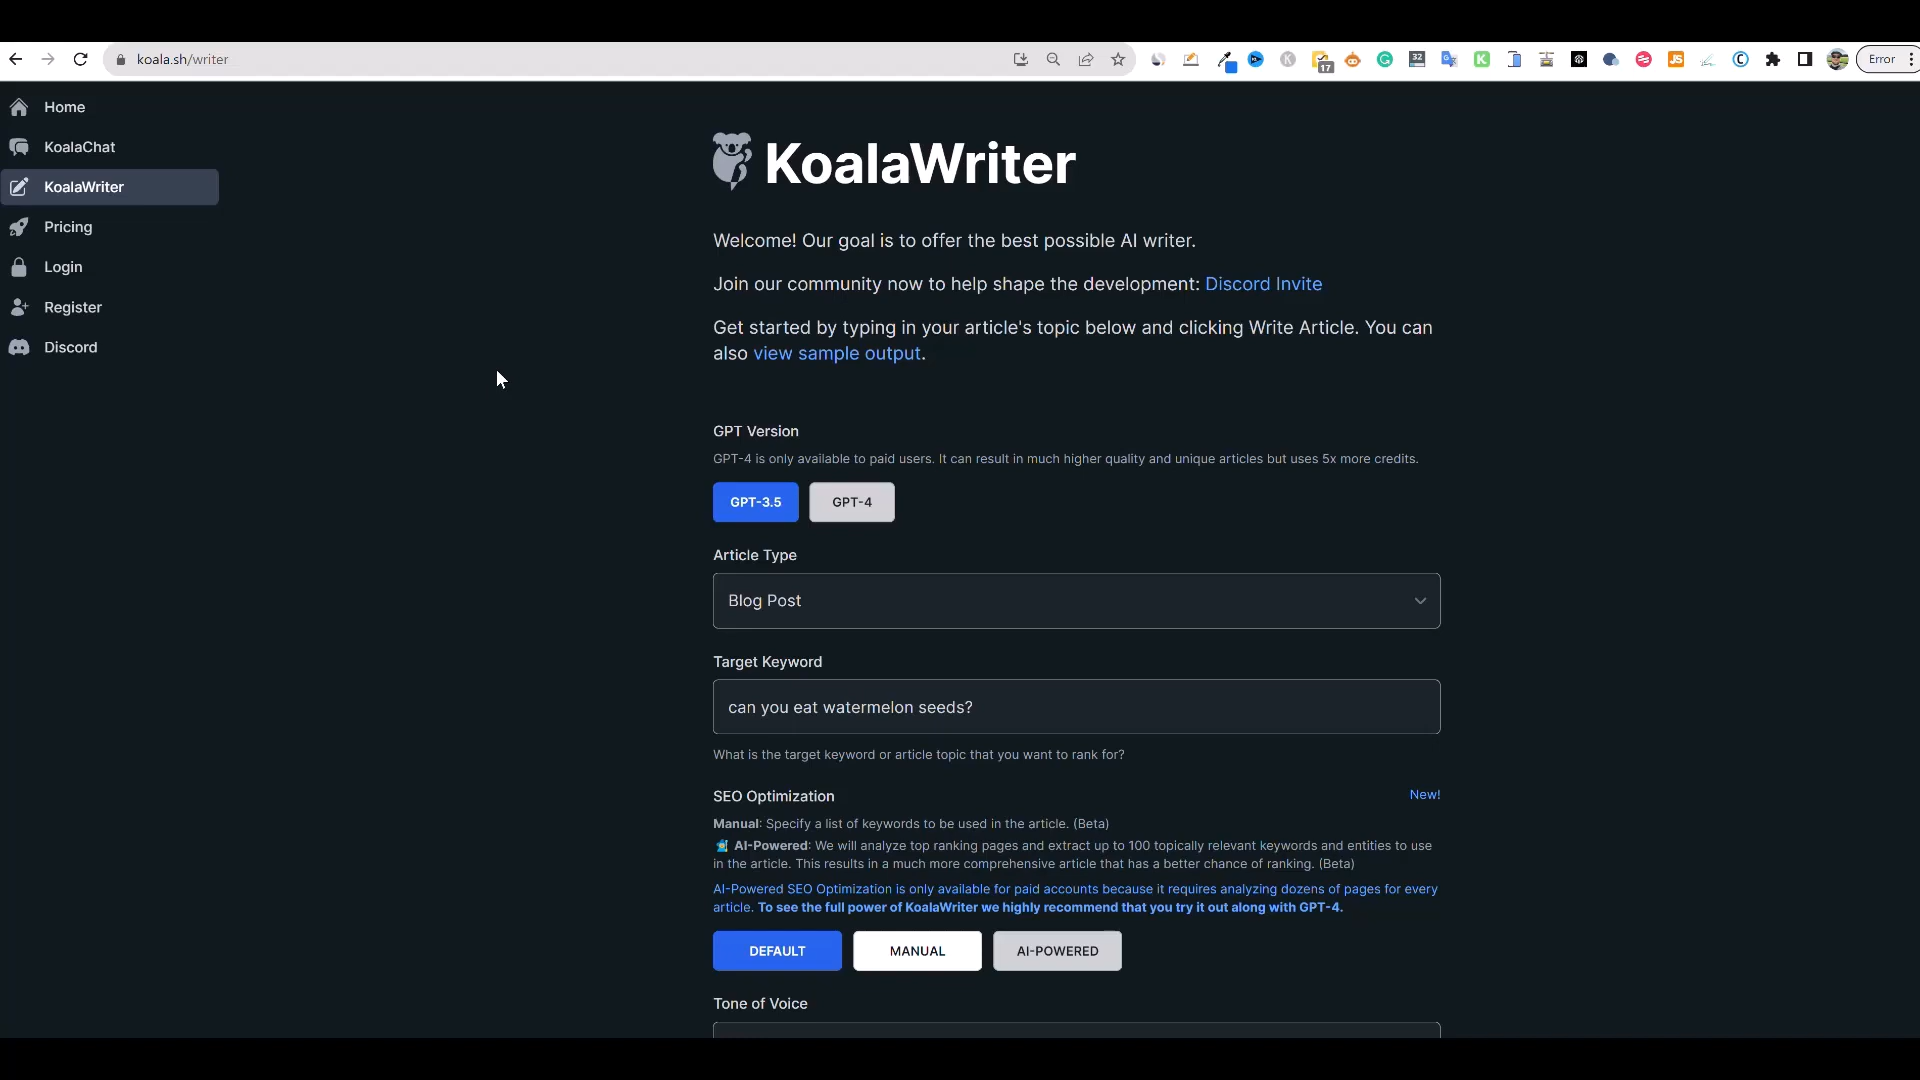 koala.sh/writer
17
32
JS
Error
Home
KoalaChat
KoalaWriter
Pricing
Login
Register
Discord
KoalaWriter
Welcome! Our goal is to offer the best possible AI writer.
Join our community now to help shape the development: Discord Invite
Get started by typing in your article's topic below and clicking Write Article. You can
also view sample output.
GPT Version
GPT-4 is only available to paid users. It can result in much higher quality and unique articles but uses 5x more credits.
GPT-3.5 GPT-4
Article Type
Blog Post
Target Keyword
can you eat watermelon seeds?
What is the target keyword or article topic that you want to rank for?
SEO Optimization New!
Manual: Specify a list of keywords to be used in the article. (Beta)
AI-Powered: We will analyze top ranking pages and extract up to 100 topically relevant keywords and entities to use
in the article. This results in a much more comprehensive article that has a better chance of ranking. (Beta)
AI-Powered SEO Optimization is only available for paid accounts because it requires analyzing dozens of pages for every
article. To see the full power of KoalaWriter we highly recommend that you try it out along with GPT-4.
DEFAULT MANUAL AI-POWERED
Tone of Voice